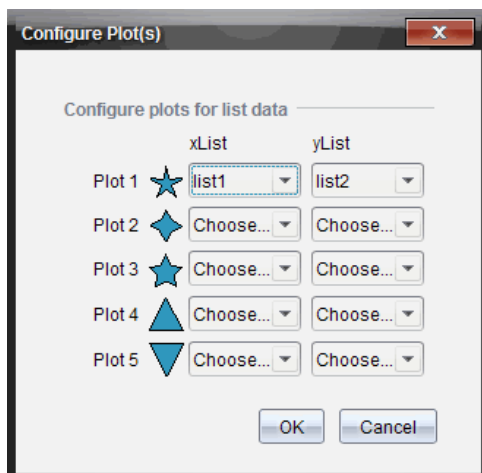 Configure Plot(s)
x
Configure plots for list data
xList yList
Plot 1 list1 list2
Plot 2 Choose... Choose...
Plot 3 Choose... Choose...
Plot 4 Choose... Choose...
Plot 5 Choose... Choose...
OK Cancel